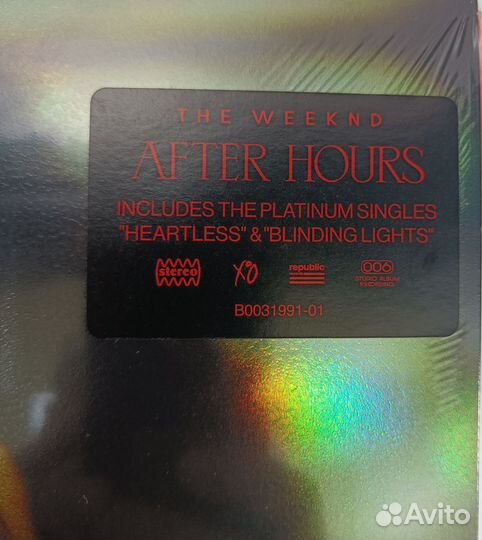 THE WEEKND
AFTER HOURS
INCLUDES THE PLATINUM SINGLES
"HEARTLESS" & "BLINDING LIGHTS"
stereo XO republic 006
STUDIO ALBUM
RECORDING
B0031991-01
Avito